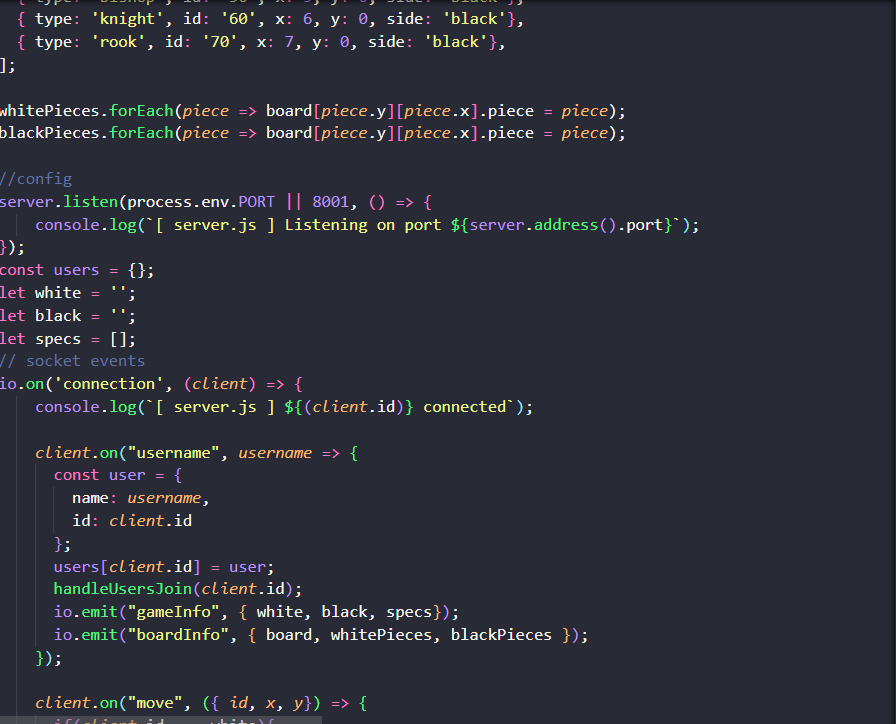 { type: 'knight', id: '60', x: 6, y: 0, side: 'black'},
{ type: 'rook', id: '70', x: 7, y: 0, side: 'black'},
];
whitePieces.forEach(piece => board[piece.y][piece.x].piece = piece);
blackPieces.forEach(piece => board[piece.y][piece.x].piece = piece);
//config
server.listen(process.env.PORT || 8001, () => {
console.log(`[ server.js ] Listening on port ${server.address().port}`);
});
const users = {};
let white = '';
let black = '';
let specs = [];
// socket events
io.on('connection', (client) => {
console.log(`[ server.js ] ${(client.id)} connected`);
client.on("username", username => {
const user = {
name: username,
id: client.id
};
users[client.id] = user;
handleUsersJoin(client.id);
io.emit("gameInfo", { white, black, specs});
io.emit("boardInfo", { board, whitePieces, blackPieces });
});
client.on("move", ({ id, x, y}) => {